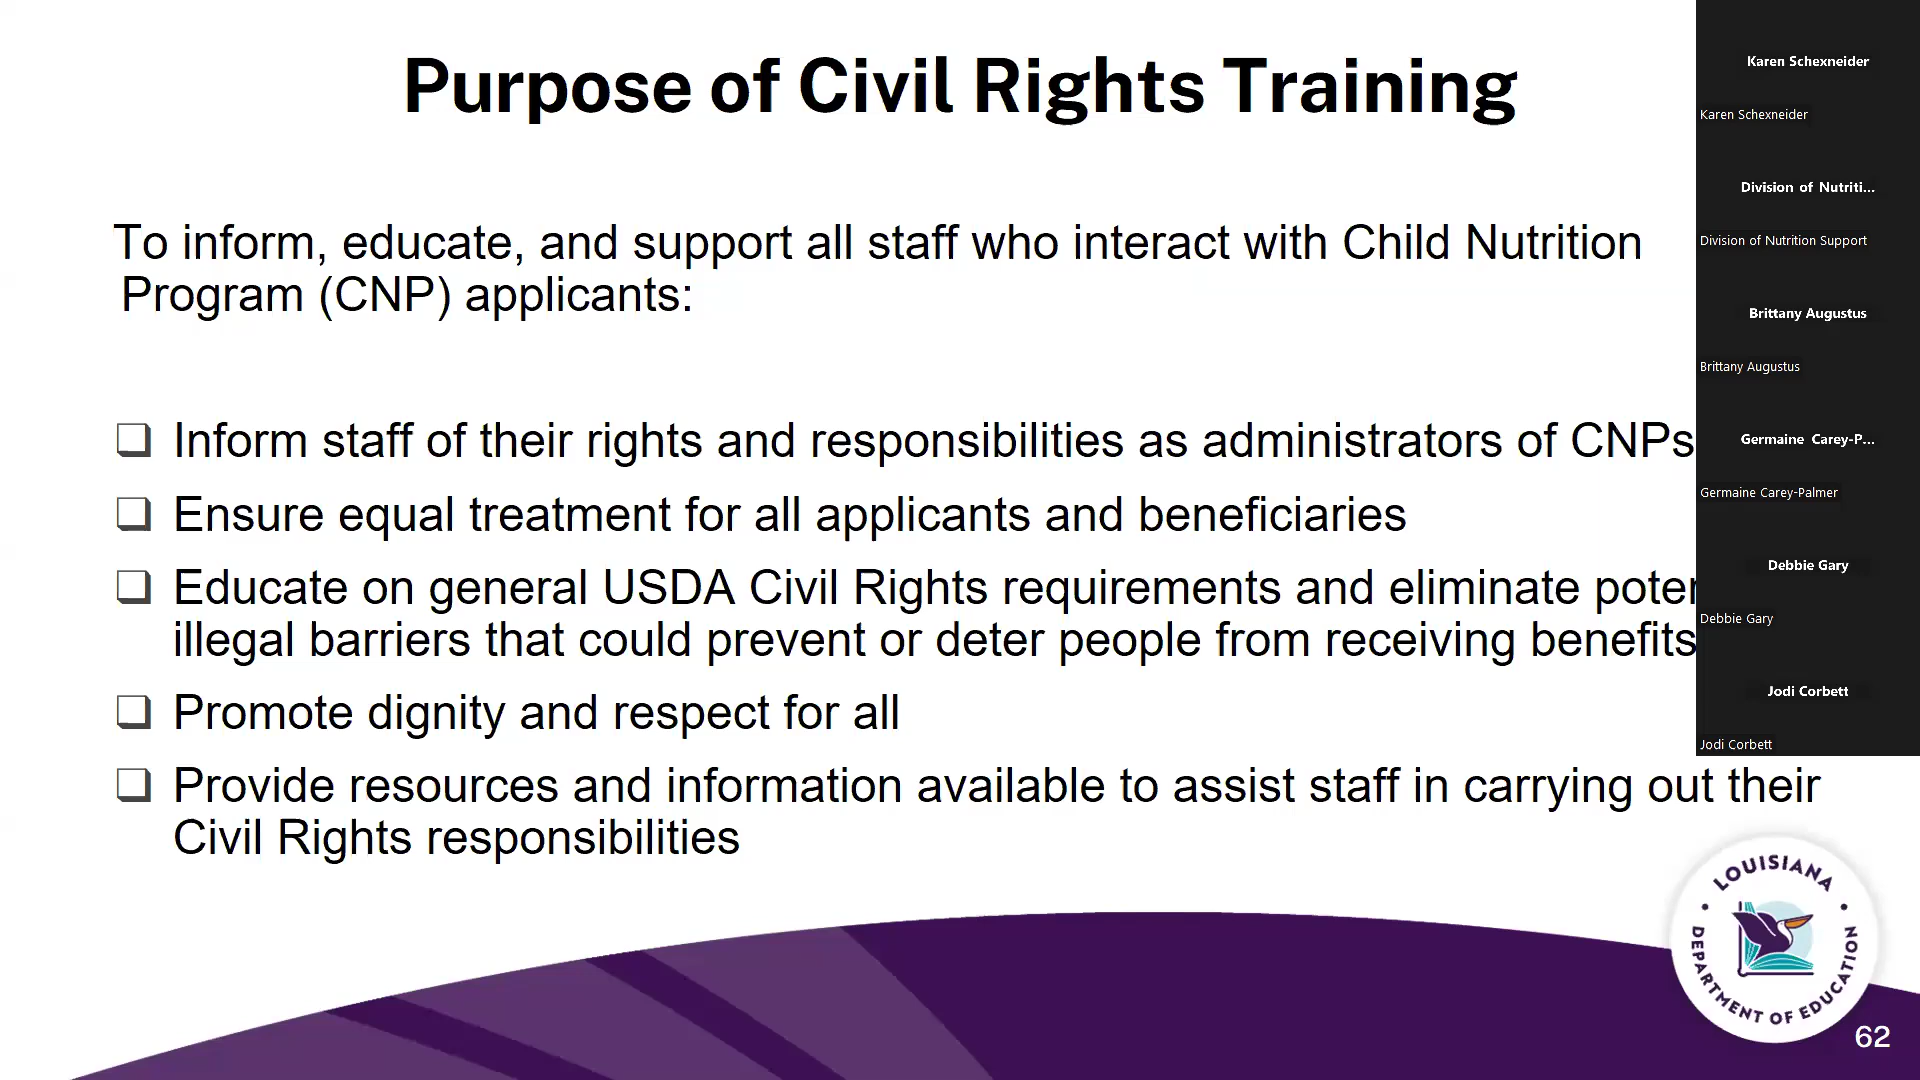 Purpose of Civil Rights Training
To inform, educate, and support all staff who interact with Child Nutrition
Program (CNP) applicants:
❑ Inform staff of their rights and responsibilities as administrators of CNPs
❑ Ensure equal treatment for all applicants and beneficiaries
❑ Educate on general USDA Civil Rights requirements and eliminate
illegal barriers that could prevent or deter people from receiving benefits
❑ Promote dignity and respect for all
❑ Provide resources and information available to assist staff in carrying out their
Civil Rights responsibilities
Karen Schexneider
Karen Schexneider
Division of Nutriti...
Division of Nutrition Support
Brittany Augustus
Brittany Augustus
Germaine Carey-P...
Germaine Carey-Palmer
Debbie Gary
Debbie Gary
Jodi Corbett
Jodi Corbett
LOUISIANA
DEPARTMENT OF EDUCATION
62